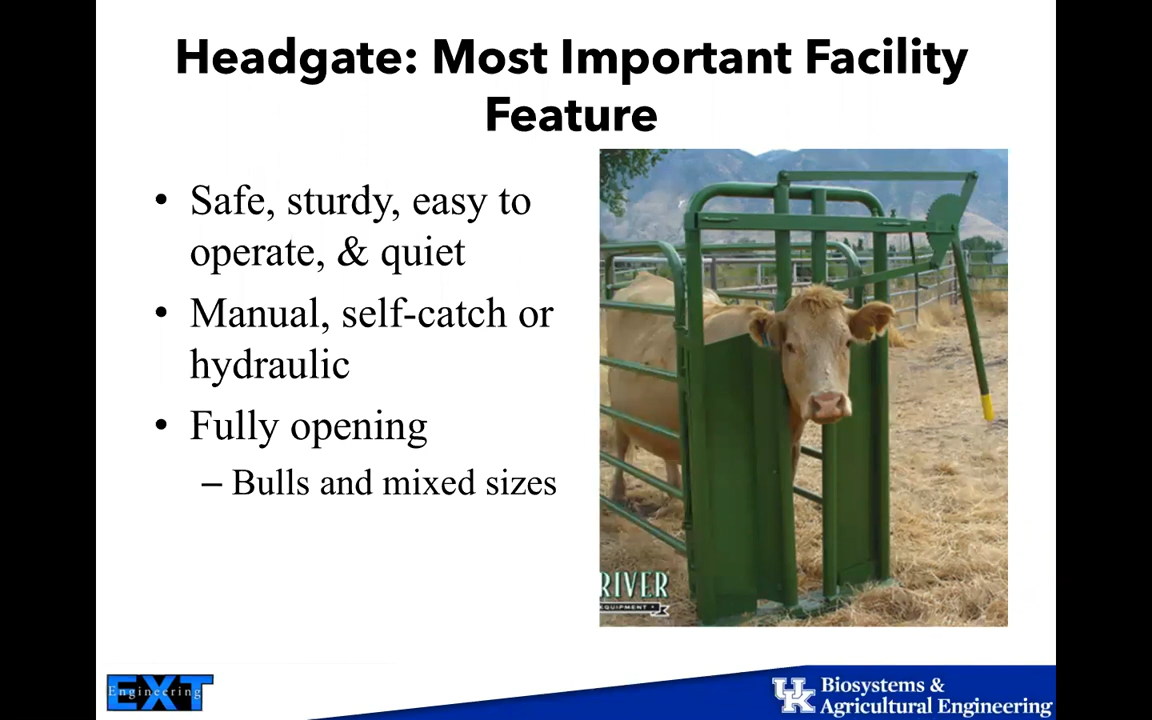 Headgate: Most Important Facility
Feature
• Safe, sturdy, easy to
operate, & quiet
• Manual, self-catch or
hydraulic
• Fully opening
– Bulls and mixed sizes
RIVER
EQUIPMENT
EXT
Engineering
UK
Biosystems &
Agricultural Engineering